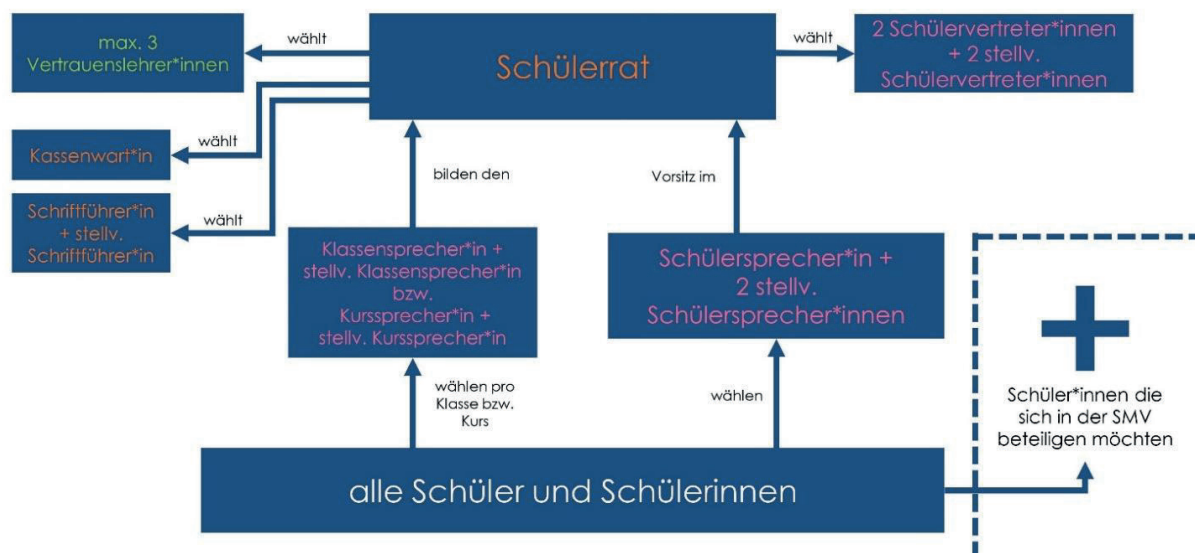 max. 3
Vertrauenslehrer*innen
wählt
Schülerrat
wählt
2 Schülervertreter*innen
+ 2 stellv.
Schülervertreter*innen
wählt
Kassenwart*in
bilden den
Vorsitz im
Schriftführer*in
+ stellv.
Schriftführer*in
wählt
Klassensprecher*in +
stellv. Klassensprecher*in
bzw.
Kurssprecher*in +
stellv. Kurssprecher*in
Schülersprecher*in +
2 stellv.
Schülersprecher*innen
wählen pro
Klasse bzw.
Kurs
wählen
Schüler*innen die
sich in der SMV
beteiligen möchten
alle Schüler und Schülerinnen